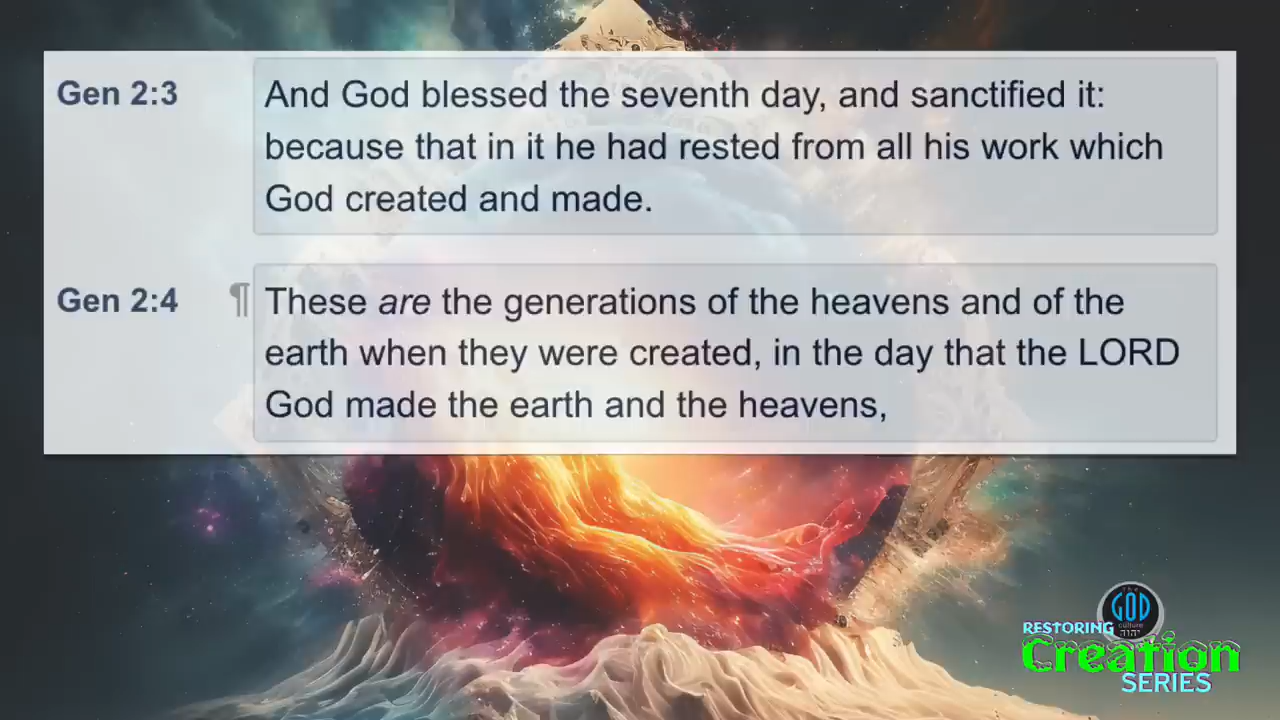 Gen 2:3
And God blessed the seventh day, and sanctified it:
because that in it he had rested from all his work which
God created and made.
Gen 2:4
¶ These are the generations of the heavens and of the
earth when they were created, in the day that the LORD
God made the earth and the heavens,
THE
GOD
culture
יהוה
RESTORING
Creation
SERIES